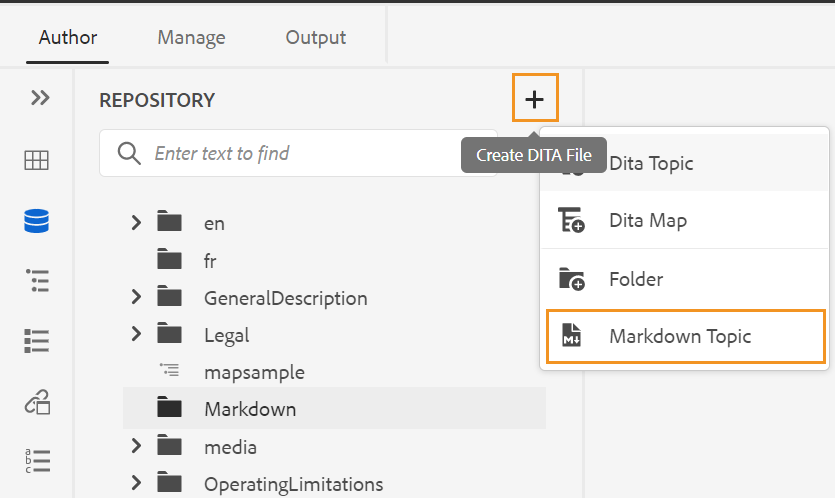 Author Manage Output
REPOSITORY
Enter text to find
Create DITA File
Dita Topic
Dita Map
Folder
Markdown Topic
en
fr
GeneralDescription
Legal
mapsample
Markdown
media
OperatingLimitations
M
a
b
c